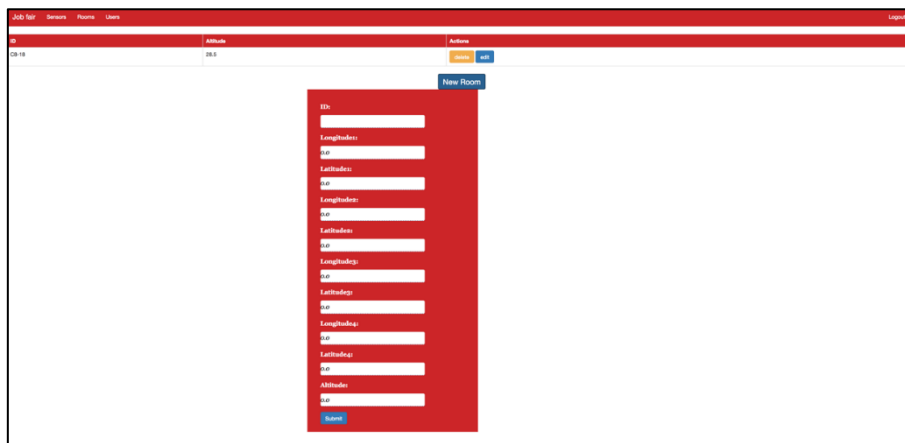 Job fair Sensors Rooms Users Logout
ID Altitude Actions
CB-16 28.5 delete edit
New Room
ID:
Longitude1:
0.0
Latitude1:
0.0
Longitude2:
0.0
Latitude2:
0.0
Longitude3:
0.0
Latitude3:
0.0
Longitude4:
0.0
Latitude4:
0.0
Altitude:
0.0
Submit